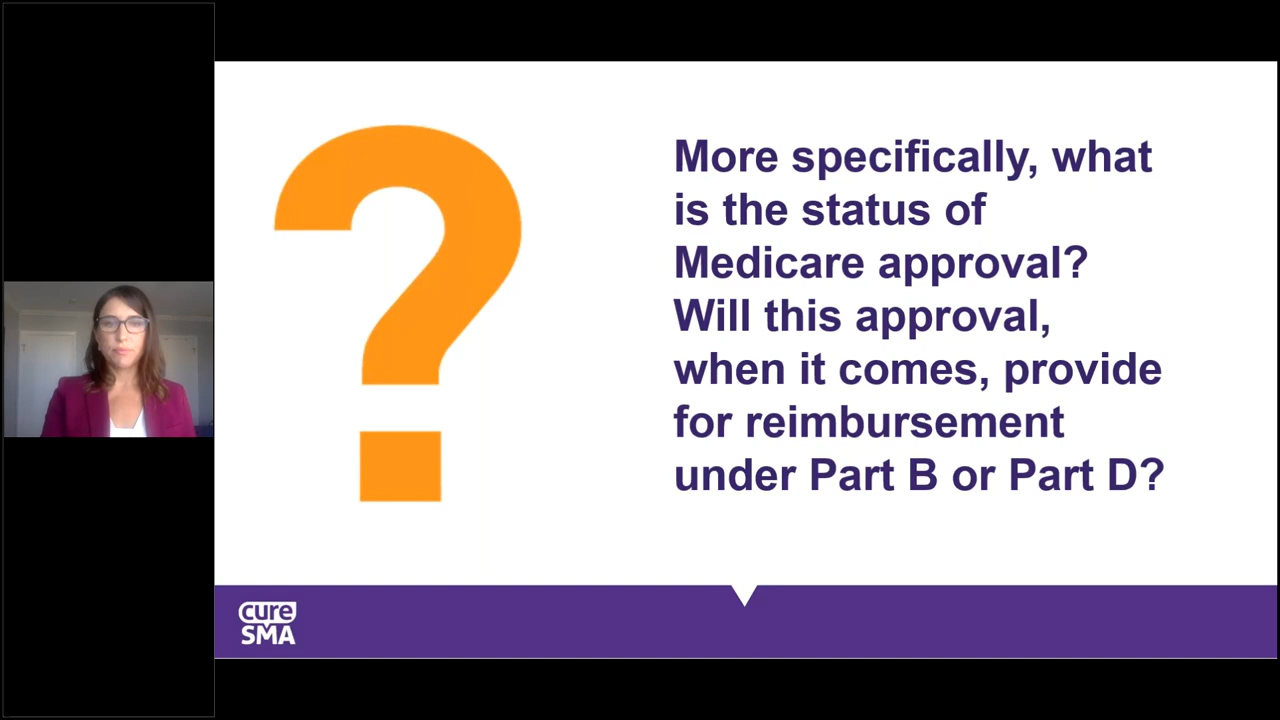 ?
More specifically, what
is the status of
Medicare approval?
Will this approval,
when it comes, provide
for reimbursement
under Part B or Part D?
cure
SMA